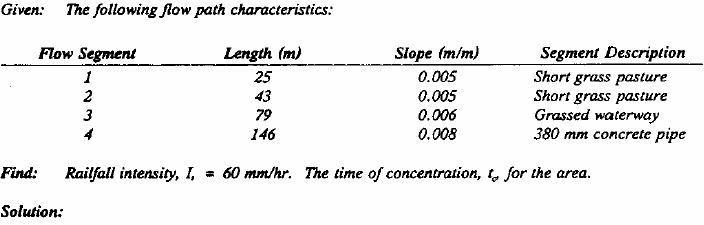 Given: The following flow path characteristics:
Flow Segment Length (m) Slope (m/m) Segment Description
1 25 0.005 Short grass pasture
2 43 0.005 Short grass pasture
3 79 0.006 Grassed waterway
4 146 0.008 380 mm concrete pipe
Find: Railfall intensity, I, = 60 mm/hr. The time of concentration, tc, for the area.
Solution: